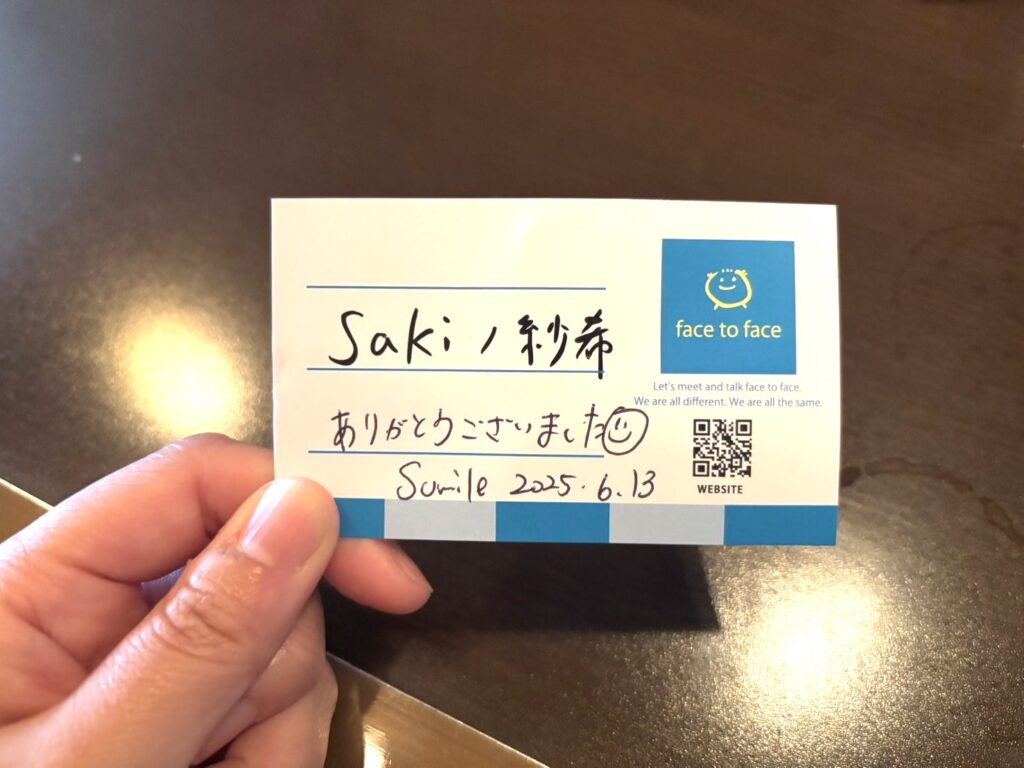 Saki / 紗希
ありがとうございました
Sumile 2025.6.13
face to face
Let's meet and talk face to face.
We are all different. We are all the same.
WEBSITE